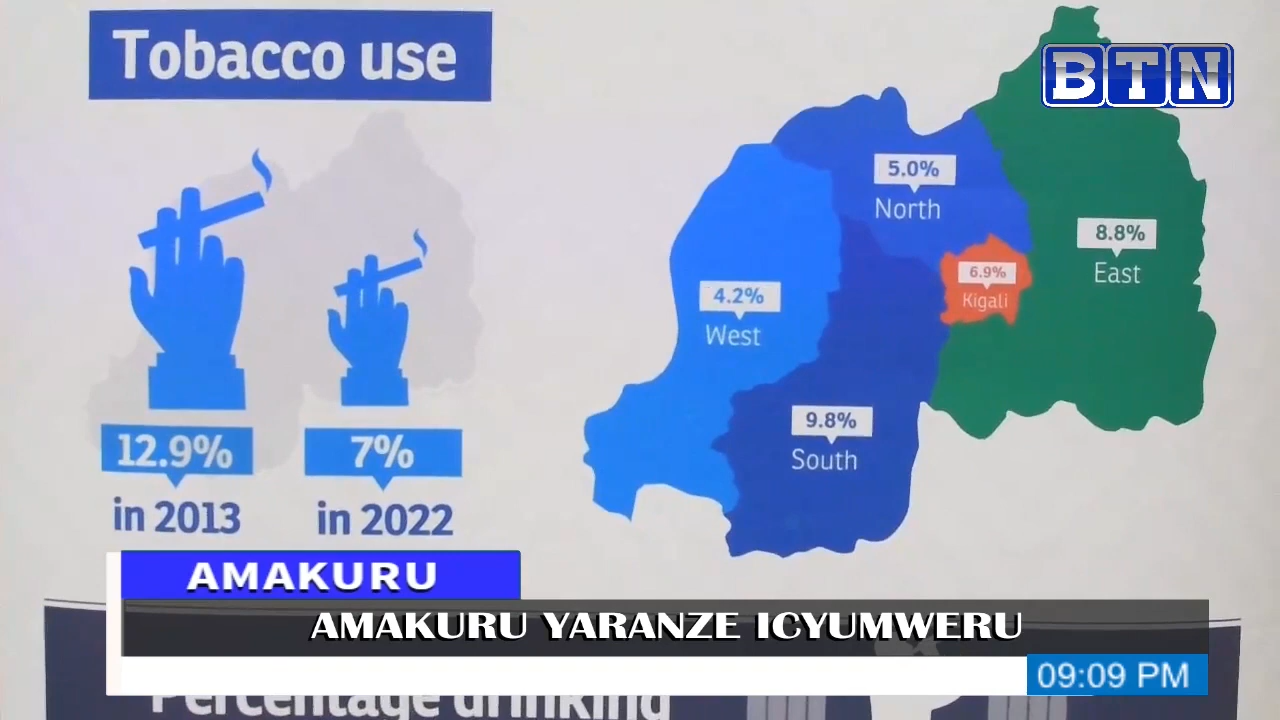 Tobacco use
BTN
5.0%
North
8.8%
East
6.9%
Kigali
4.2%
West
9.8%
South
12.9%
7%
in 2013
in 2022
AMAKURU
AMAKURU YARANZE ICYUMWERU
09:09 PM
Percentage drinking